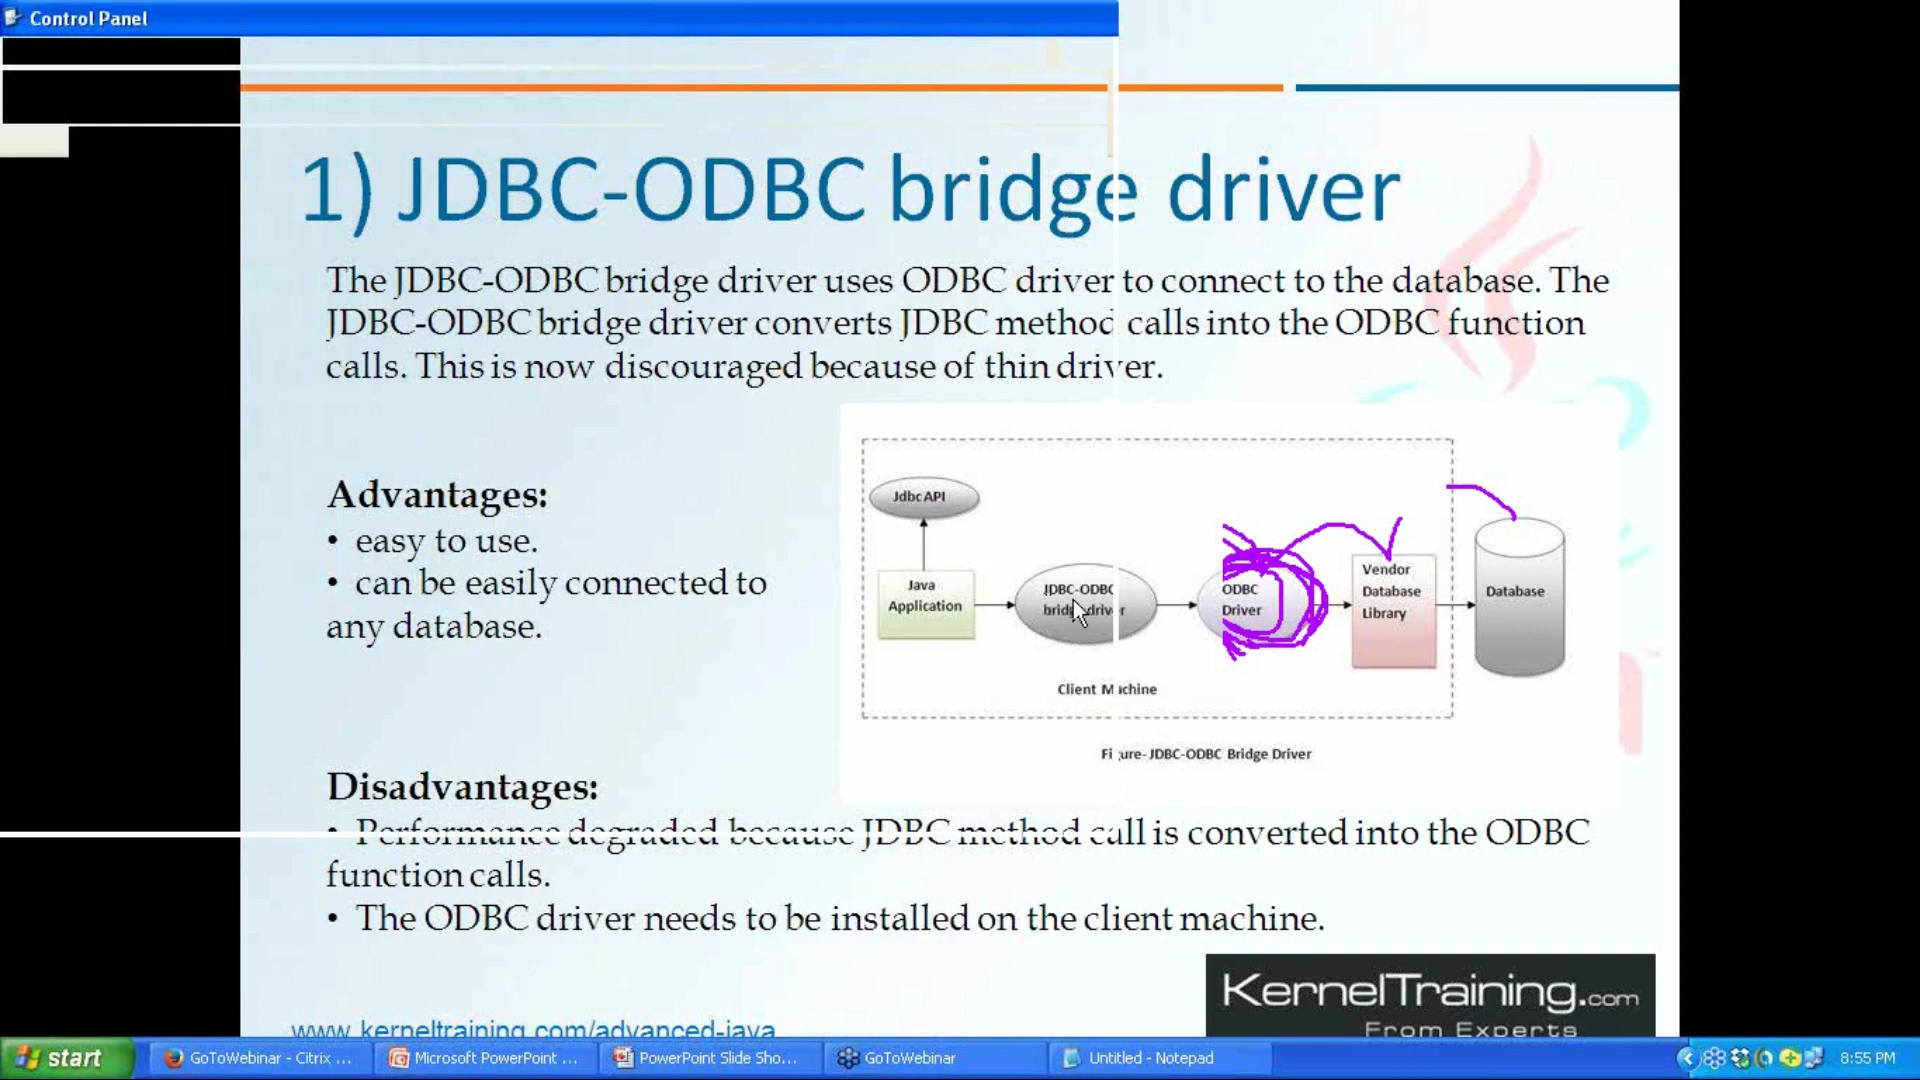 Control Panel
1) JDBC-ODBC bridge driver
The JDBC-ODBC bridge driver uses ODBC driver to connect to the database. The
JDBC-ODBC bridge driver converts JDBC method calls into the ODBC function
calls. This is now discouraged because of thin driver.
Advantages:
• easy to use.
• can be easily connected to
any database.
Jdbc API
Java
Application
JDBC-ODBC
bridge driver
ODBC
Driver
Vendor
Database
Library
Database
Client Machine
Figure- JDBC-ODBC Bridge Driver
Disadvantages:
• Performance degraded because JDBC method call is converted into the ODBC
function calls.
• The ODBC driver needs to be installed on the client machine.
KernelTraining.com
From Experts
www.kerneltraining.com/advanced-java
start
GoToWebinar - Citrix ...
Microsoft PowerPoint ...
PowerPoint Slide Sho...
GoToWebinar
Untitled - Notepad
8:55 PM